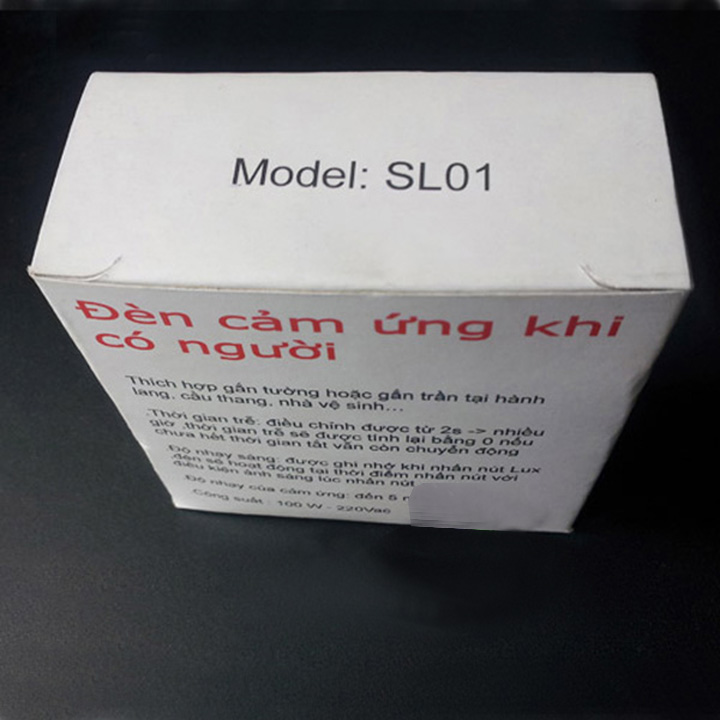 Model: SL01
Đèn cảm ứng khi
có người
Thích hợp gắn tường hoặc gắn trần tại hành
lang, cầu thang, nhà vệ sinh...
.Thời gian trễ: điều chỉnh được từ 2s -> nhiều
giờ .thời gian trễ sẽ được tính lại bằng 0 nếu
chưa hết thời gian tắt vẫn còn chuyển động
.Độ nhạy sáng: được ghi nhớ khi nhấn nút Lux
.đèn sẽ hoạt động tại thời điểm nhấn nút với
điều kiện ánh sáng lúc nhấn nút
.Độ nhạy của cảm ứng: đến 5
.Công suất : 100 W - 220Vac